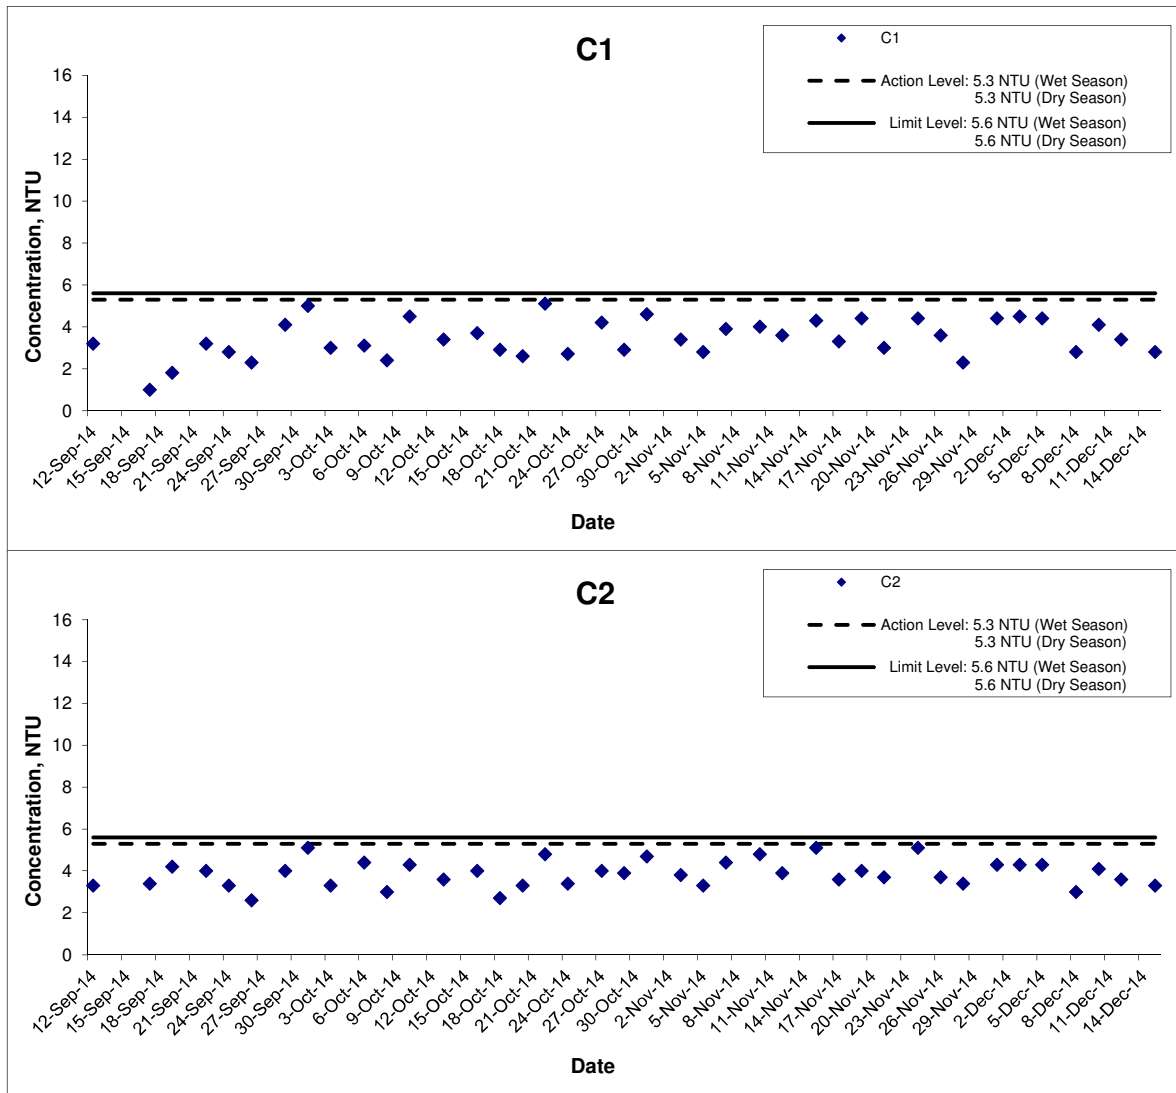 C1
C1
Action Level: 5.3 NTU (Wet Season)
5.3 NTU (Dry Season)
Limit Level: 5.6 NTU (Wet Season)
5.6 NTU (Dry Season)
Concentration, NTU
16
14
12
10
8
6
4
2
0
12-Sep-14
15-Sep-14
18-Sep-14
21-Sep-14
24-Sep-14
27-Sep-14
30-Sep-14
3-Oct-14
6-Oct-14
9-Oct-14
12-Oct-14
15-Oct-14
18-Oct-14
21-Oct-14
24-Oct-14
27-Oct-14
30-Oct-14
2-Nov-14
5-Nov-14
8-Nov-14
11-Nov-14
14-Nov-14
17-Nov-14
20-Nov-14
23-Nov-14
26-Nov-14
29-Nov-14
2-Dec-14
5-Dec-14
8-Dec-14
11-Dec-14
14-Dec-14
Date
C2
C2
Action Level: 5.3 NTU (Wet Season)
5.3 NTU (Dry Season)
Limit Level: 5.6 NTU (Wet Season)
5.6 NTU (Dry Season)
Concentration, NTU
16
14
12
10
8
6
4
2
0
12-Sep-14
15-Sep-14
18-Sep-14
21-Sep-14
24-Sep-14
27-Sep-14
30-Sep-14
3-Oct-14
6-Oct-14
9-Oct-14
12-Oct-14
15-Oct-14
18-Oct-14
21-Oct-14
24-Oct-14
27-Oct-14
30-Oct-14
2-Nov-14
5-Nov-14
8-Nov-14
11-Nov-14
14-Nov-14
17-Nov-14
20-Nov-14
23-Nov-14
26-Nov-14
29-Nov-14
2-Dec-14
5-Dec-14
8-Dec-14
11-Dec-14
14-Dec-14
Date